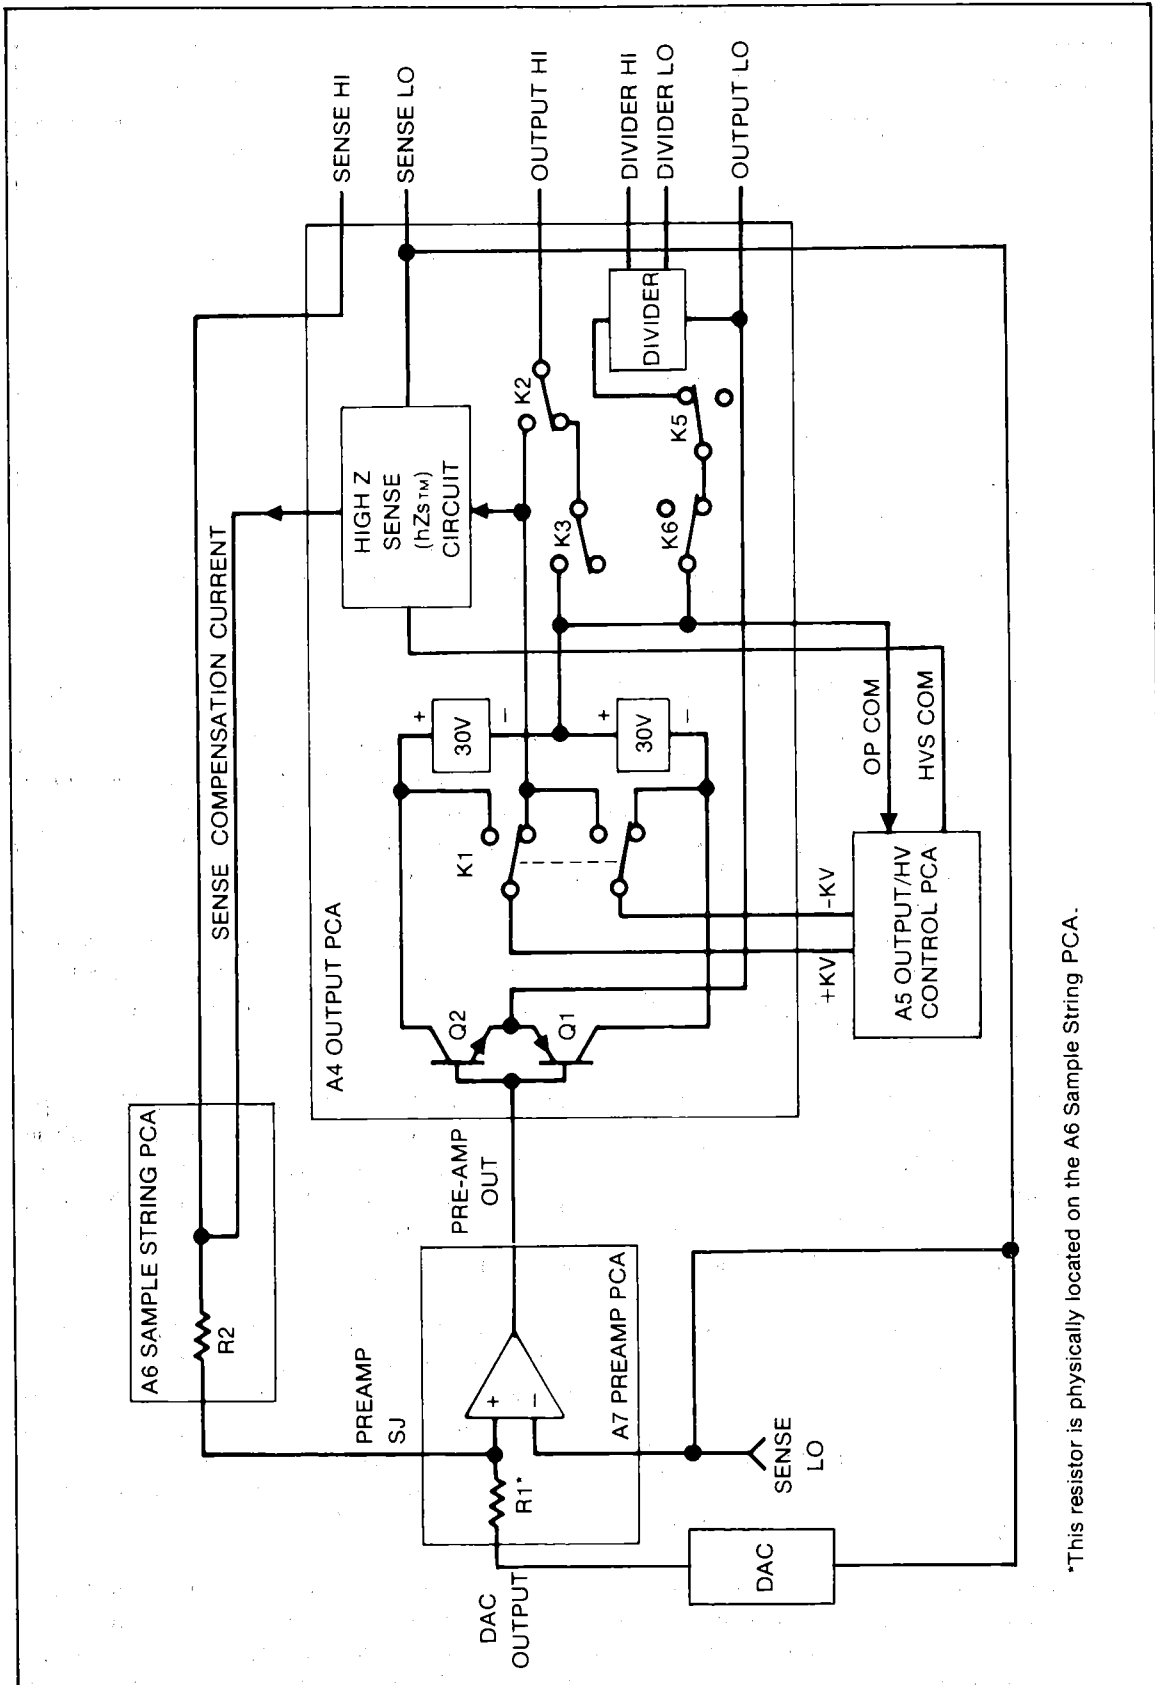 SENSE HI
SENSE LO
OUTPUT HI
DIVIDER HI
DIVIDER LO
OUTPUT LO
SENSE COMPENSATION CURRENT
HIGH Z
SENSE
(hZs™)
CIRCUIT
DIVIDER
K2
K3
K5
K6
A4 OUTPUT PCA
K1
+
30V
-
+
30V
-
OP COM
HVS COM
Q2
Q1
+KV
-KV
A5 OUTPUT/HV
CONTROL PCA
A6 SAMPLE STRING PCA
R2
PRE-AMP
OUT
PREAMP
SJ
+
-
R1*
A7 PREAMP PCA
SENSE
LO
DAC
OUTPUT
DAC
*This resistor is physically located on the A6 Sample String PCA.